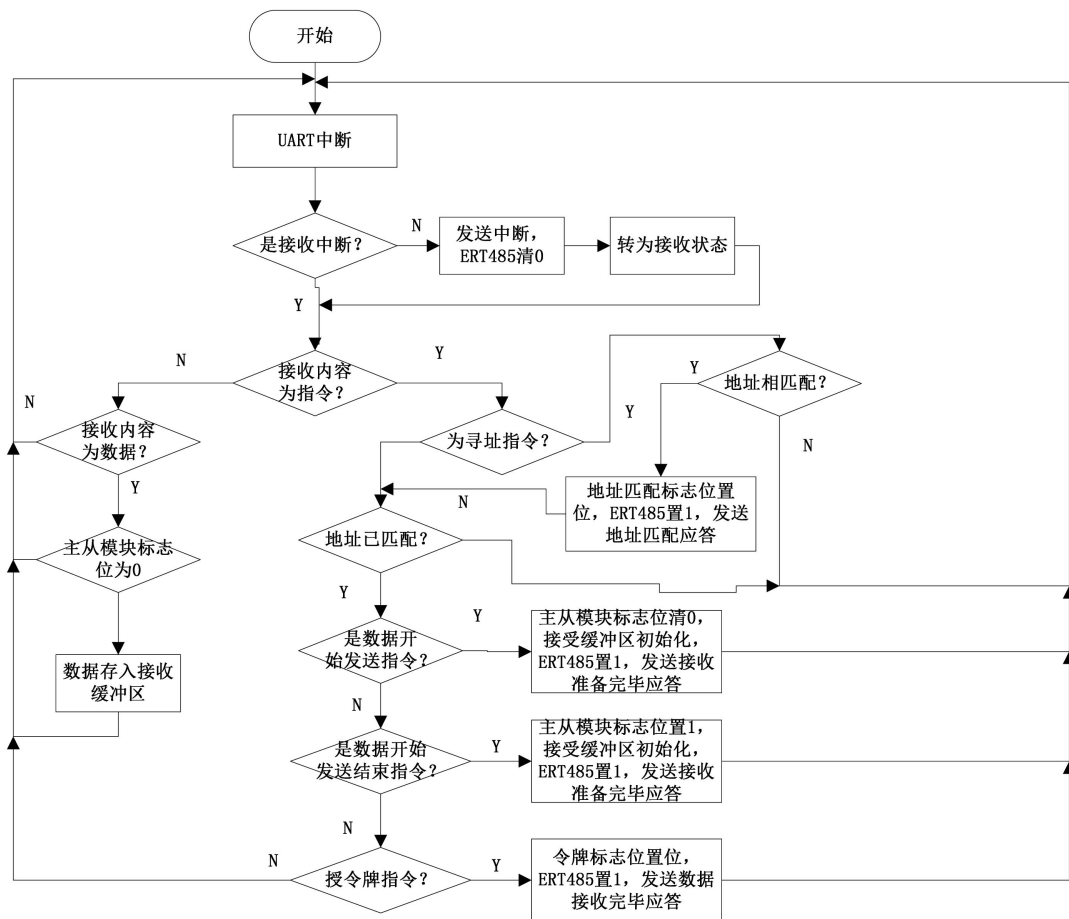 开始
UART中断
是接收中断?
N
发送中断,
ERT485清0
转为接收状态
Y
Y
N
接收内容
为指令?
Y
地址相匹配?
N
接收内容
为数据?
为寻址指令?
Y
Y
N
地址匹配标志位置
位, ERT485置1, 发送
地址匹配应答
N
主从模块标志
位为0
地址已匹配?
Y
Y
主从模块标志位清0,
接受缓冲区初始化,
ERT485置1, 发送接收
准备完毕应答
是数据开
始发送指令?
数据存入接收
缓冲区
N
主从模块标志位置1,
接受缓冲区初始化,
ERT485置1, 发送接收
准备完毕应答
是数据开始
发送结束指令?
Y
N
N
授令牌指令?
Y
令牌标志位置位,
ERT485置1, 发送数据
接收完毕应答